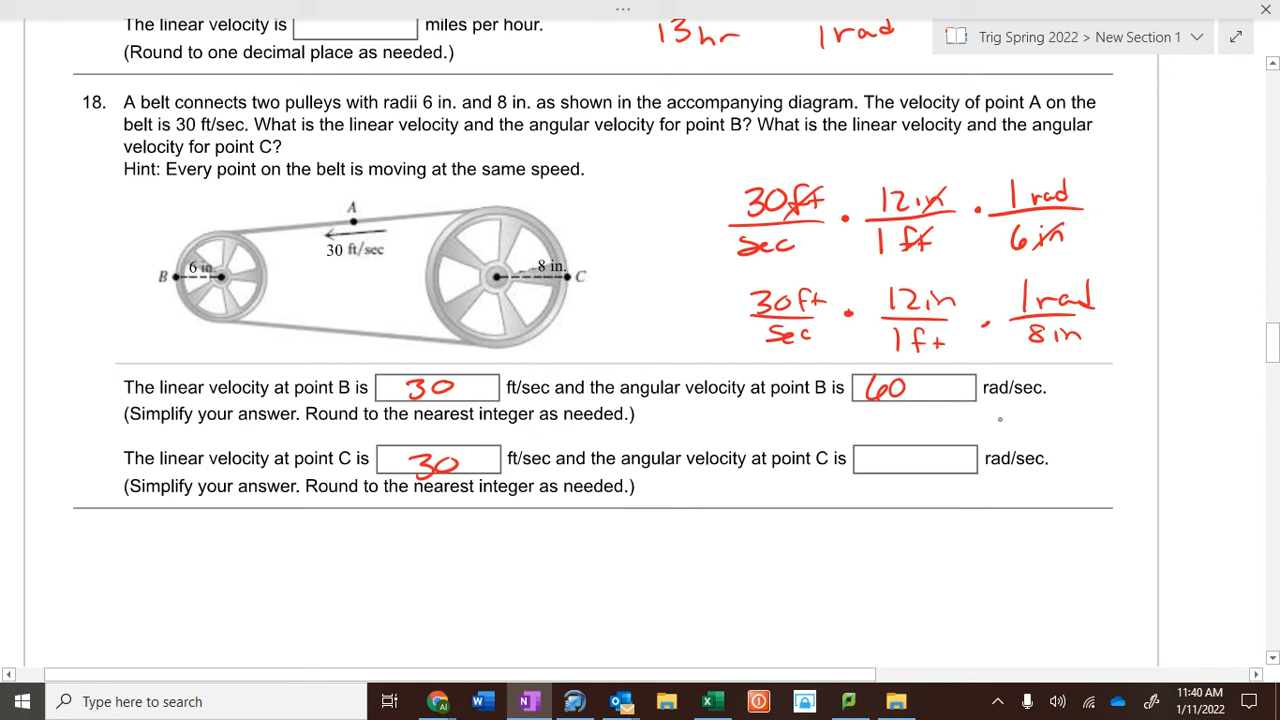 The linear velocity is miles per hour.
13 hr 1 rad
Trig Spring 2022 > New Section 1
(Round to one decimal place as needed.)
18. A belt connects two pulleys with radii 6 in. and 8 in. as shown in the accompanying diagram. The velocity of point A on the
belt is 30 ft/sec. What is the linear velocity and the angular velocity for point B? What is the linear velocity and the angular
velocity for point C?
Hint: Every point on the belt is moving at the same speed.
A
30 ft/sec
B 6 in.
8 in. C
30 ft 12 in 1 rad
sec 1 ft 6 in
30 ft 12 in 1 rad
sec 1 ft 8 in
The linear velocity at point B is 30 ft/sec and the angular velocity at point B is 60 rad/sec.
(Simplify your answer. Round to the nearest integer as needed.)
The linear velocity at point C is 30 ft/sec and the angular velocity at point C is rad/sec.
(Simplify your answer. Round to the nearest integer as needed.)
Type here to search
11:40 AM
1/11/2022